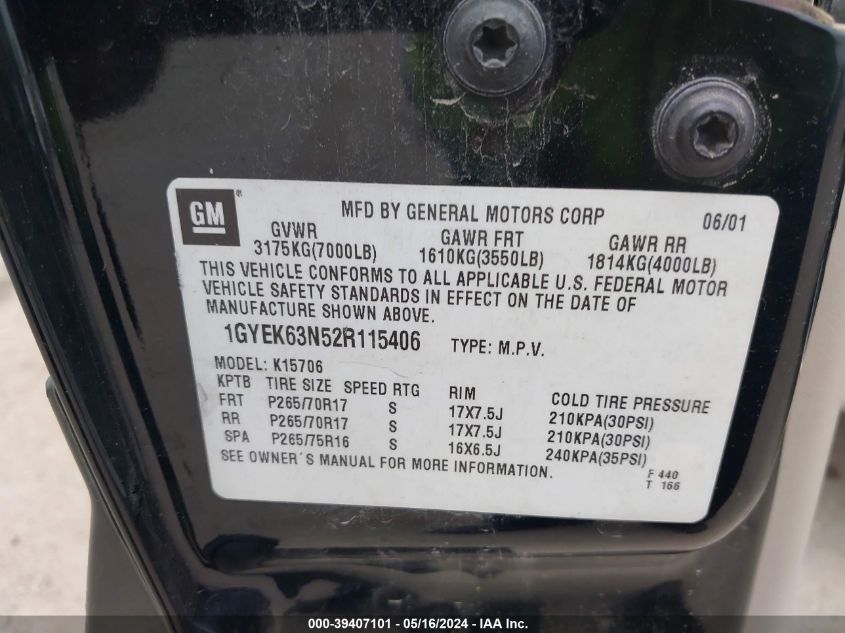 GM®
MFD BY GENERAL MOTORS CORP 06/01
GVWR GAWR FRT GAWR RR
3175KG(7000LB) 1610KG(3550LB) 1814KG(4000LB)
THIS VEHICLE CONFORMS TO ALL APPLICABLE U.S. FEDERAL MOTOR
VEHICLE SAFETY STANDARDS IN EFFECT ON THE DATE OF
MANUFACTURE SHOWN ABOVE.
1GYEK63N52R115406 TYPE: M.P.V.
MODEL: K15706
KPTB TIRE SIZE SPEED RTG RIM COLD TIRE PRESSURE
FRT P265/70R17 S 17X7.5J 210KPA(30PSI)
RR P265/70R17 S 17X7.5J 210KPA(30PSI)
SPA P265/75R16 S 16X6.5J 240KPA(35PSI)
SEE OWNER'S MANUAL FOR MORE INFORMATION.
F 440
T 166
000-39407101 - 05/16/2024 - IAA Inc.